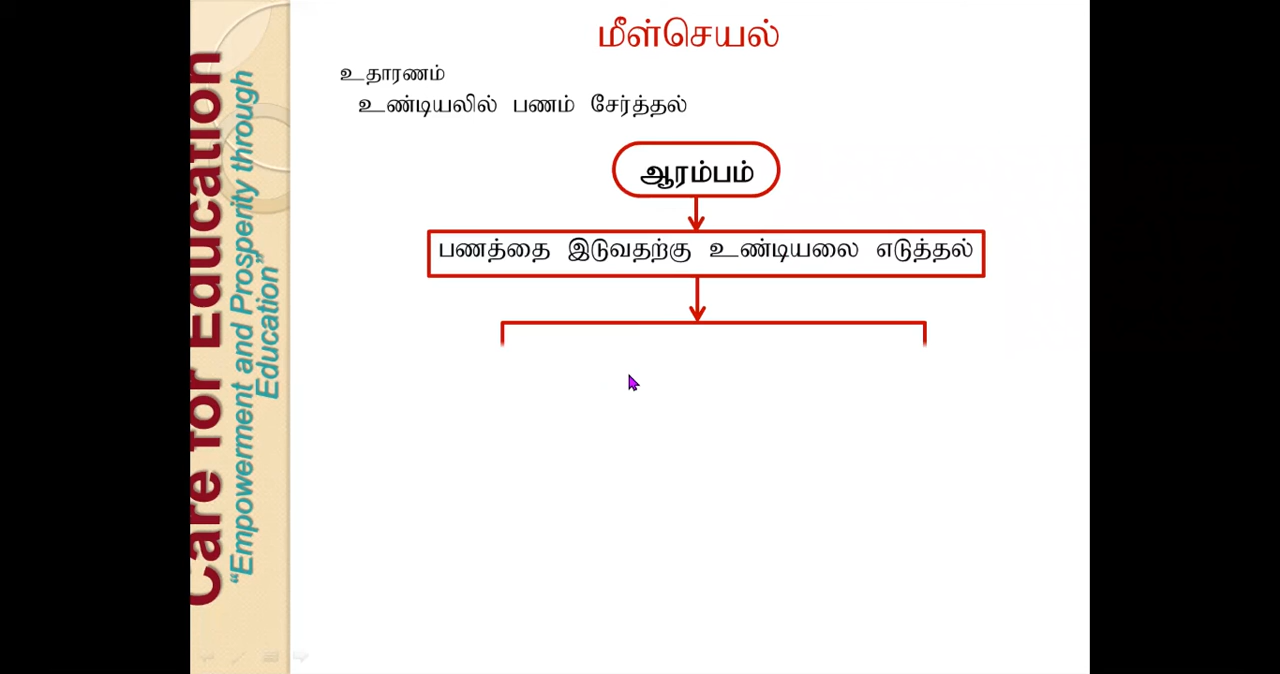 Care for Education
“Empowerment and Prosperity through
Education”
மீள்செயல்
உதாரணம்
உண்டியலில் பணம் சேர்த்தல்
ஆரம்பம்
பணத்தை இடுவதற்கு உண்டியலை எடுத்தல்